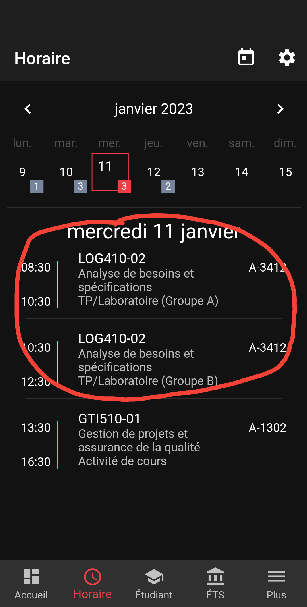 Horaire
janvier 2023
lun. mar. mer. jeu. ven. sam. dim.
9 10 11 12 13 14 15
1 3 3 2
mercredi 11 janvier
08:30 LOG410-02 A-3412
Analyse de besoins et
spécifications
10:30 TP/Laboratoire (Groupe A)
10:30 LOG410-02 A-3412
Analyse de besoins et
spécifications
12:30 TP/Laboratoire (Groupe B)
13:30 GTI510-01 A-1302
Gestion de projets et
assurance de la qualité
16:30 Activité de cours
Accueil Horaire Étudiant ÉTS Plus